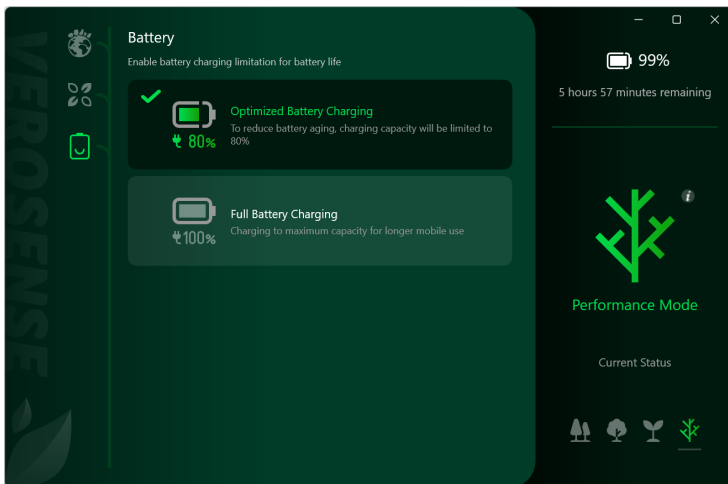 VEROSENSE
Battery
Enable battery charging limitation for battery life
Optimized Battery Charging
To reduce battery aging, charging capacity will be limited to
80%
80%
Full Battery Charging
Charging to maximum capacity for longer mobile use
100%
99%
5 hours 57 minutes remaining
i
Performance Mode
Current Status